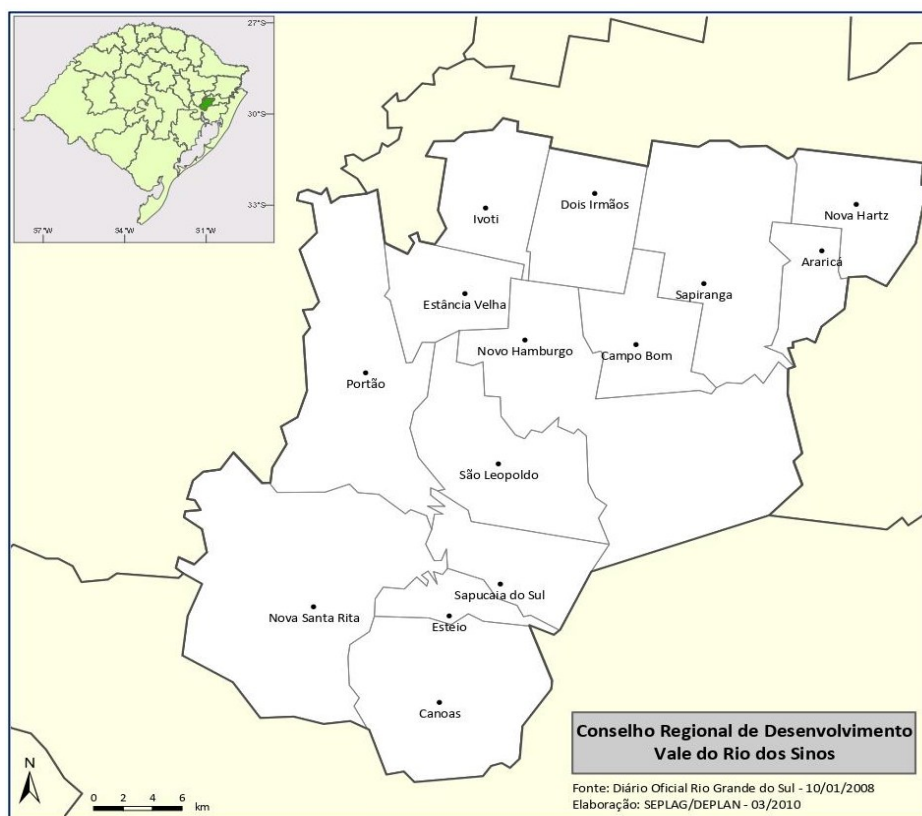 27°S
30°S
33°S
57°W
54°W
51°W
Ivoti
Dois Irmãos
Nova Hartz
Araricá
Estância Velha
Sapiranga
Novo Hamburgo
Campo Bom
Portão
São Leopoldo
Sapucaia do Sul
Nova Santa Rita
Esteio
Canoas
Conselho Regional de Desenvolvimento
Vale do Rio dos Sinos
N
0 2 4 6
km
Fonte: Diário Oficial Rio Grande do Sul - 10/01/2008
Elaboração: SEPLAG/DEPLAN - 03/2010